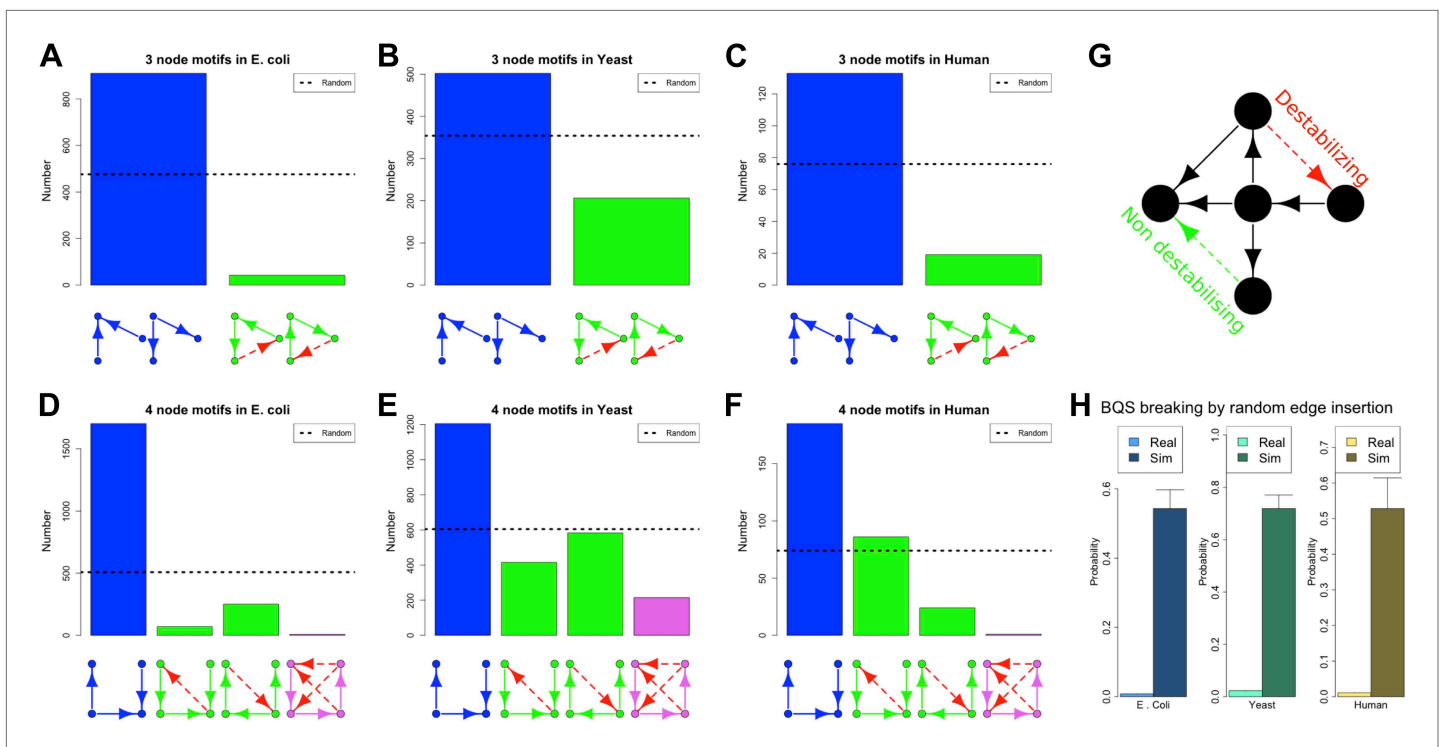 A
3 node motifs in E. coli
Random
Number
800
600
400
200
0
B
3 node motifs in Yeast
Random
Number
500
400
300
200
100
0
C
3 node motifs in Human
Random
Number
120
100
80
60
40
20
0
G
Destabilizing
Non destabilising
D
4 node motifs in E. coli
Random
Number
1500
1000
500
0
E
4 node motifs in Yeast
Random
Number
1200
1000
800
600
400
200
0
F
4 node motifs in Human
Random
Number
150
100
50
0
H BQS breaking by random edge insertion
Real
Sim
Probability
0.6
0.4
0.2
0.0
E . Coli
Real
Sim
Probability
1.0
0.8
0.6
0.4
0.2
0.0
Yeast
Real
Sim
Probability
0.7
0.6
0.5
0.4
0.3
0.2
0.1
0.0
Human